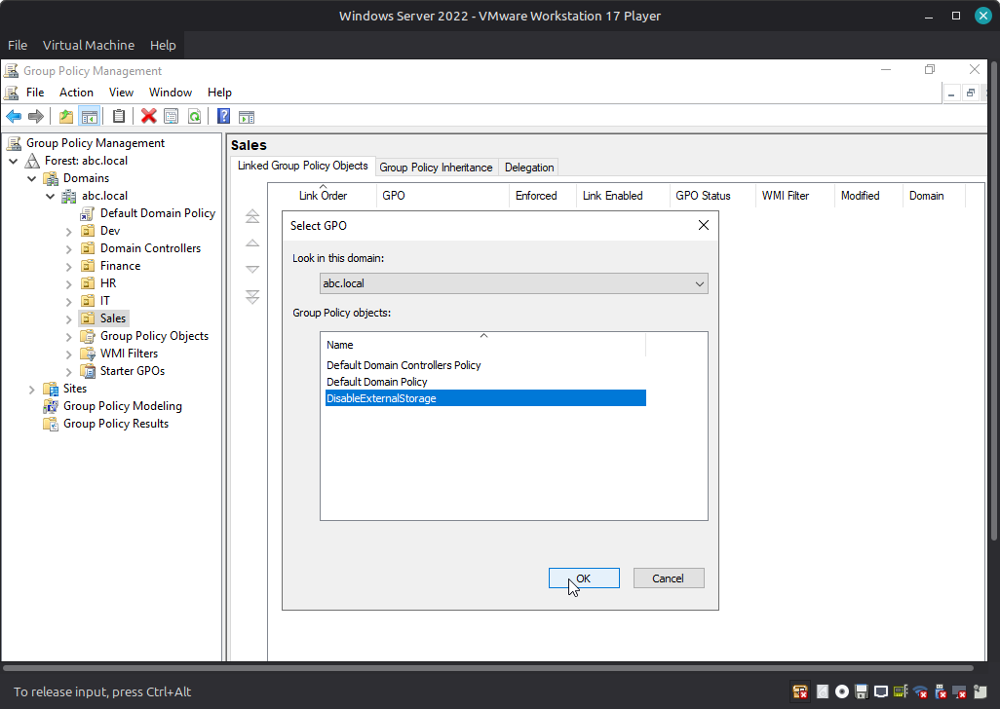 Windows Server 2022 - VMware Workstation 17 Player
File Virtual Machine Help
Group Policy Management
File Action View Window Help
Group Policy Management
Forest: abc.local
Domains
abc.local
Default Domain Policy
Dev
Domain Controllers
Finance
HR
IT
Sales
Group Policy Objects
WMI Filters
Starter GPOs
Sites
Group Policy Modeling
Group Policy Results
Sales
Linked Group Policy Objects Group Policy Inheritance Delegation
Link Order GPO Enforced Link Enabled GPO Status WMI Filter Modified Domain
Select GPO
Look in this domain:
abc.local
Group Policy objects:
Name
Default Domain Controllers Policy
Default Domain Policy
DisableExternalStorage
OK Cancel
To release input, press Ctrl+Alt